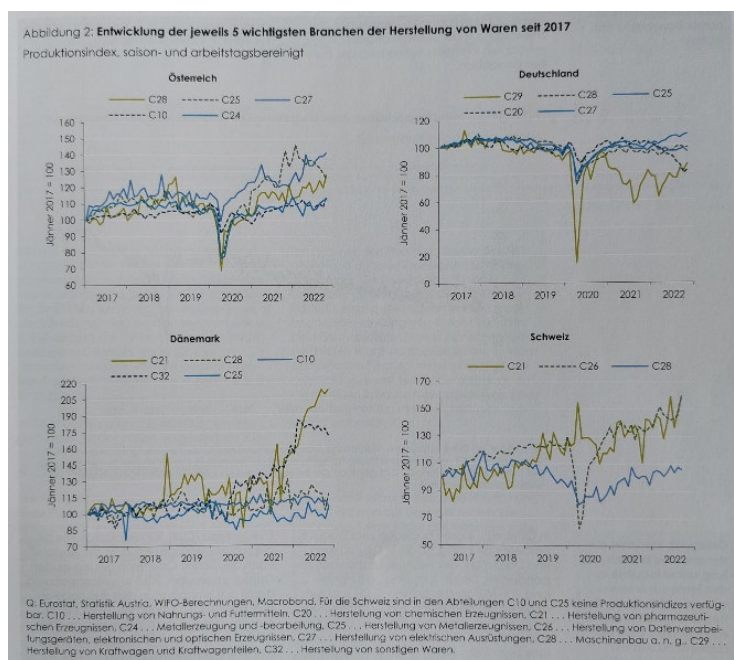 Abbildung 2: Entwicklung der jeweils 5 wichtigsten Branchen der Herstellung von Waren seit 2017
Produktionsindex, saison- und arbeitstagsbereinigt
Österreich
C28 C25 C27
C10 C24
Jänner 2017 = 100
160
150
140
130
120
110
100
90
80
70
60
2017 2018 2019 2020 2021 2022
Deutschland
C29 C28 C25
C20 C27
Jänner 2017 = 100
120
100
80
60
40
20
0
2017 2018 2019 2020 2021 2022
Dänemark
C21 C28 C10
C32 C25
Jänner 2017 = 100
220
205
190
175
160
145
130
115
100
85
70
2017 2018 2019 2020 2021 2022
Schweiz
C21 C26 C28
Jänner 2017 = 100
170
150
130
110
90
70
50
2017 2018 2019 2020 2021 2022
Q: Eurostat, Statistik Austria, WIFO-Berechnungen, Macrobond. Für die Schweiz sind in den Abteilungen C10 und C25 keine Produktionsindizes verfüg-
bar. C10 . . . Herstellung von Nahrungs- und Futtermitteln, C20 . . . Herstellung von chemischen Erzeugnissen, C21 . . . Herstellung von pharmazeuti-
schen Erzeugnissen, C24 . . . Metallerzeugung und -bearbeitung, C25 . . . Herstellung von Metallerzeugnissen, C26 . . . Herstellung von Datenverarbei-
tungsgeräten, elektronischen und optischen Erzeugnissen, C27 . . . Herstellung von elektrischen Ausrüstungen, C28 . . . Maschinenbau a. n. g., C29 . . .
Herstellung von Kraftwagen und Kraftwagenteilen, C32 . . . Herstellung von sonstigen Waren.